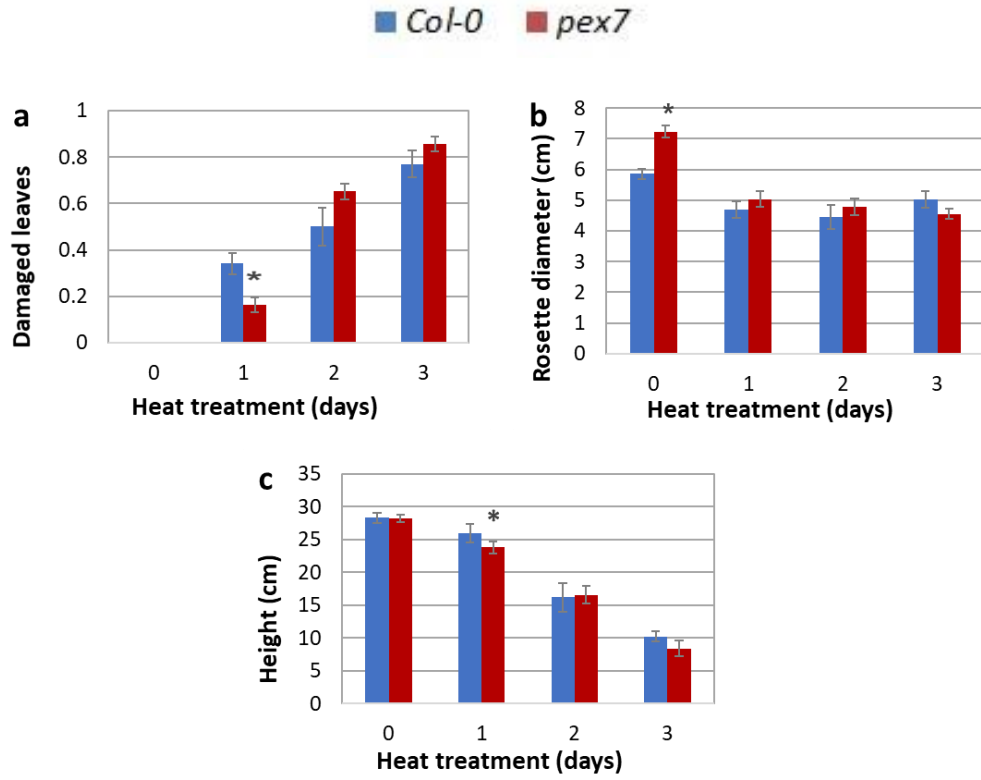 Col-0 pex7
a
Damaged leaves
1
0.8
0.6
0.4
0.2
0
*
0 1 2 3
Heat treatment (days)
b
Rosette diameter (cm)
8
7
6
5
4
3
2
1
0
*
0 1 2 3
Heat treatment (days)
c
Height (cm)
35
30
25
20
15
10
5
0
*
0 1 2 3
Heat treatment (days)